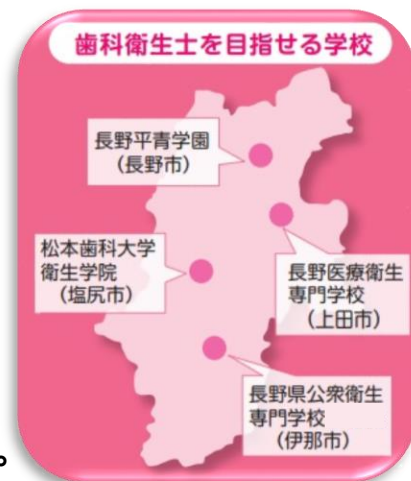 歯科衛生士を目指せる学校
長野平青学園
(長野市)
松本歯科大学
衛生学院
(塩尻市)
長野医療衛生
専門学校
(上田市)
長野県公衆衛生
専門学校
(伊那市)
。